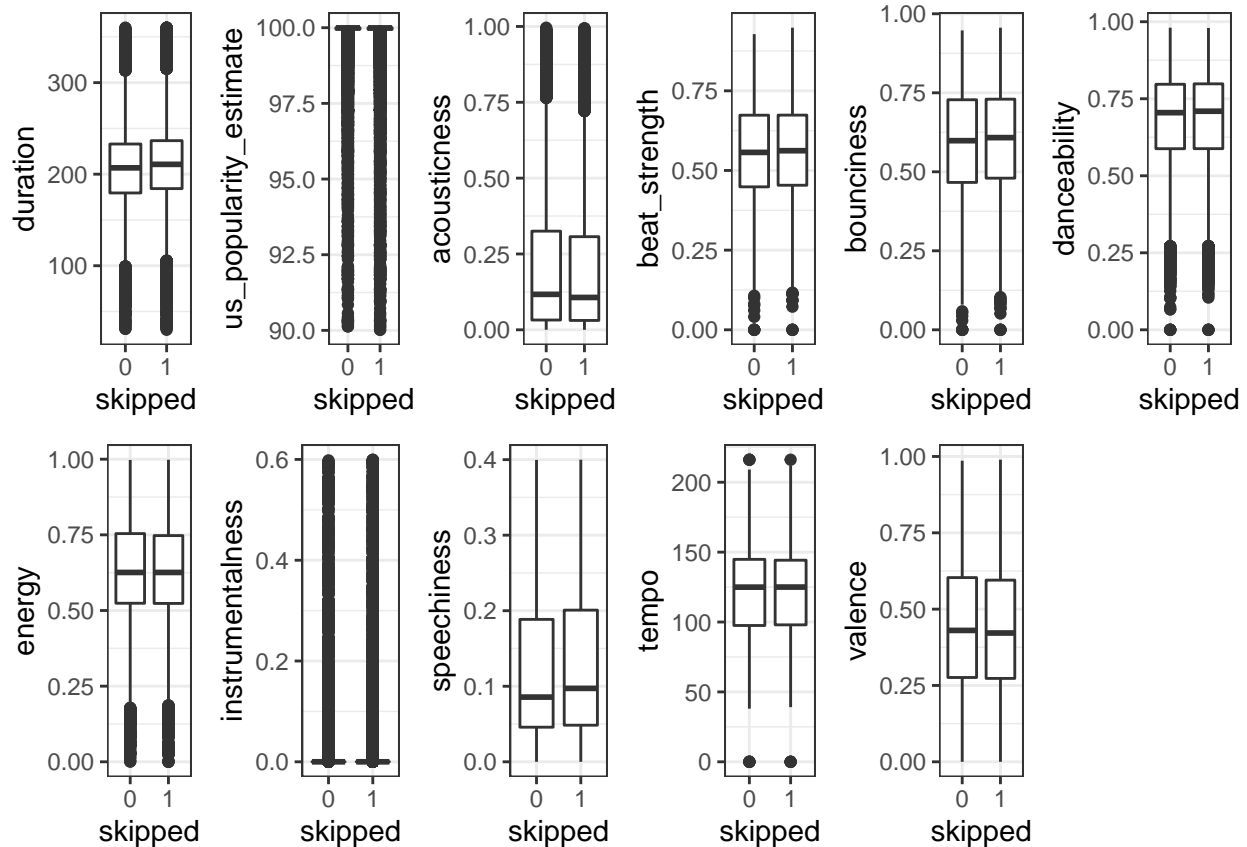 duration
300
200
100
0 1
skipped
us_popularity_estimate
100.0
97.5
95.0
92.5
90.0
0 1
skipped
acousticness
1.00
0.75
0.50
0.25
0.00
0 1
skipped
beat_strength
0.75
0.50
0.25
0.00
0 1
skipped
bounciness
1.00
0.75
0.50
0.25
0.00
0 1
skipped
danceability
1.00
0.75
0.50
0.25
0.00
0 1
skipped
energy
1.00
0.75
0.50
0.25
0.00
0 1
skipped
instrumentalness
0.6
0.4
0.2
0.0
0 1
skipped
speechiness
0.4
0.3
0.2
0.1
0.0
0 1
skipped
tempo
200
150
100
50
0
0 1
skipped
valence
1.00
0.75
0.50
0.25
0.00
0 1
skipped